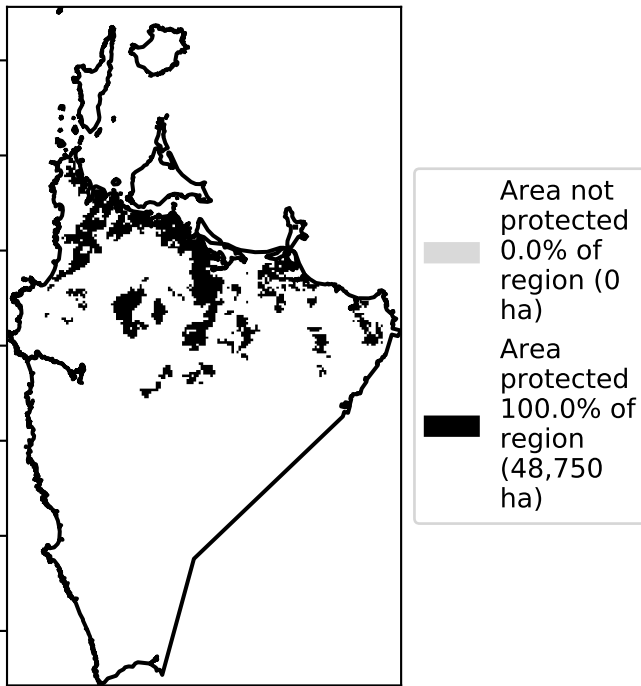 Area not
protected
0.0% of
region (0
ha)
Area
protected
100.0% of
region
(48,750
ha)